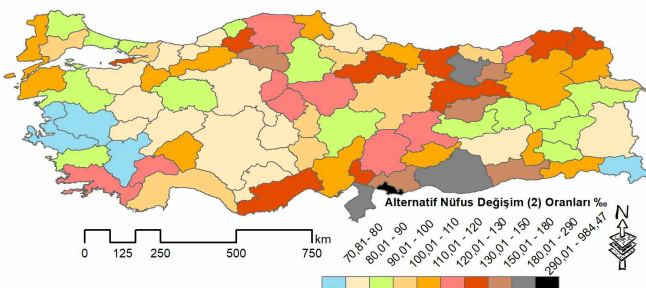 Alternatif Nüfus Değişim (2) Oranları ‰
N
0 125 250 500 750 km
70,81 - 80
80,01 - 90
90,01 - 100
100,01 - 110
110,01 - 120
120,01 - 130
130,01 - 150
150,01 - 180
180,01 - 290
290,01 - 984,47